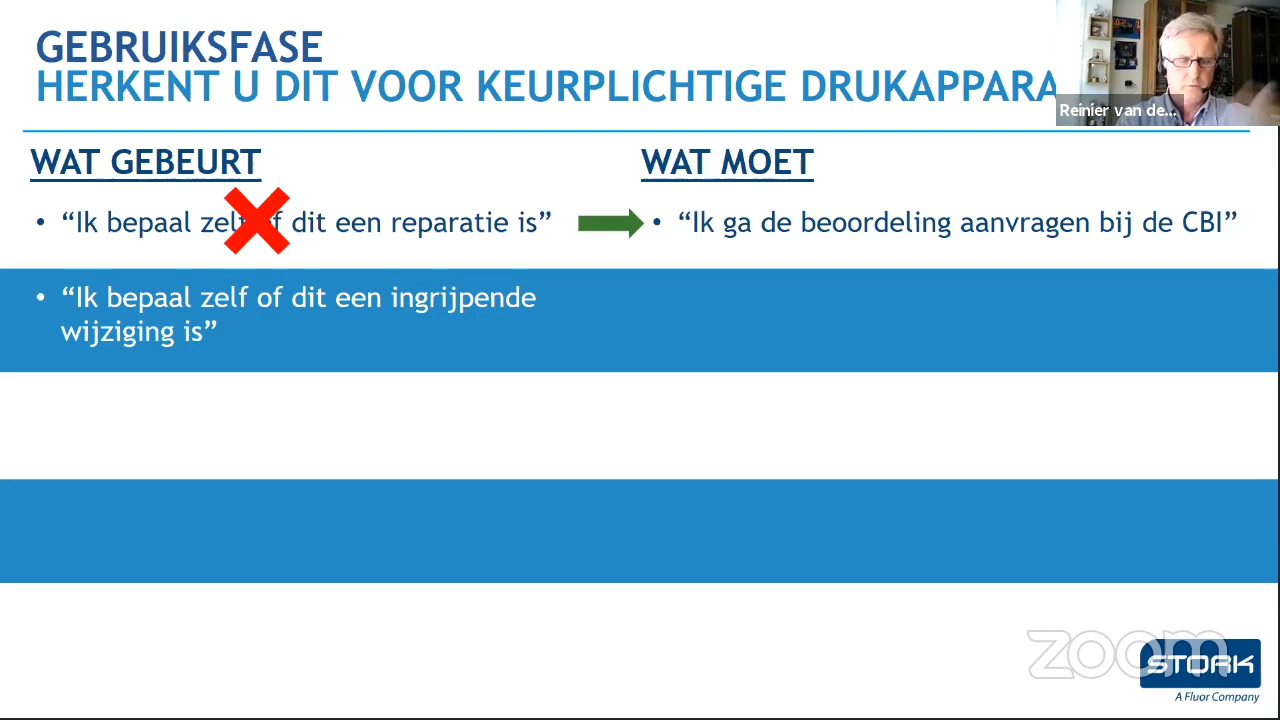 GEBRUIKSFASE
HERKENT U DIT VOOR KEURPLICHTIGE DRUKAPPARA
Reinier van de...
WAT GEBEURT
WAT MOET
• “Ik bepaal zelf of dit een reparatie is”
• “Ik ga de beoordeling aanvragen bij de CBI”
• “Ik bepaal zelf of dit een ingrijpende
wijziging is”
zoom
STORK
A Fluor Company